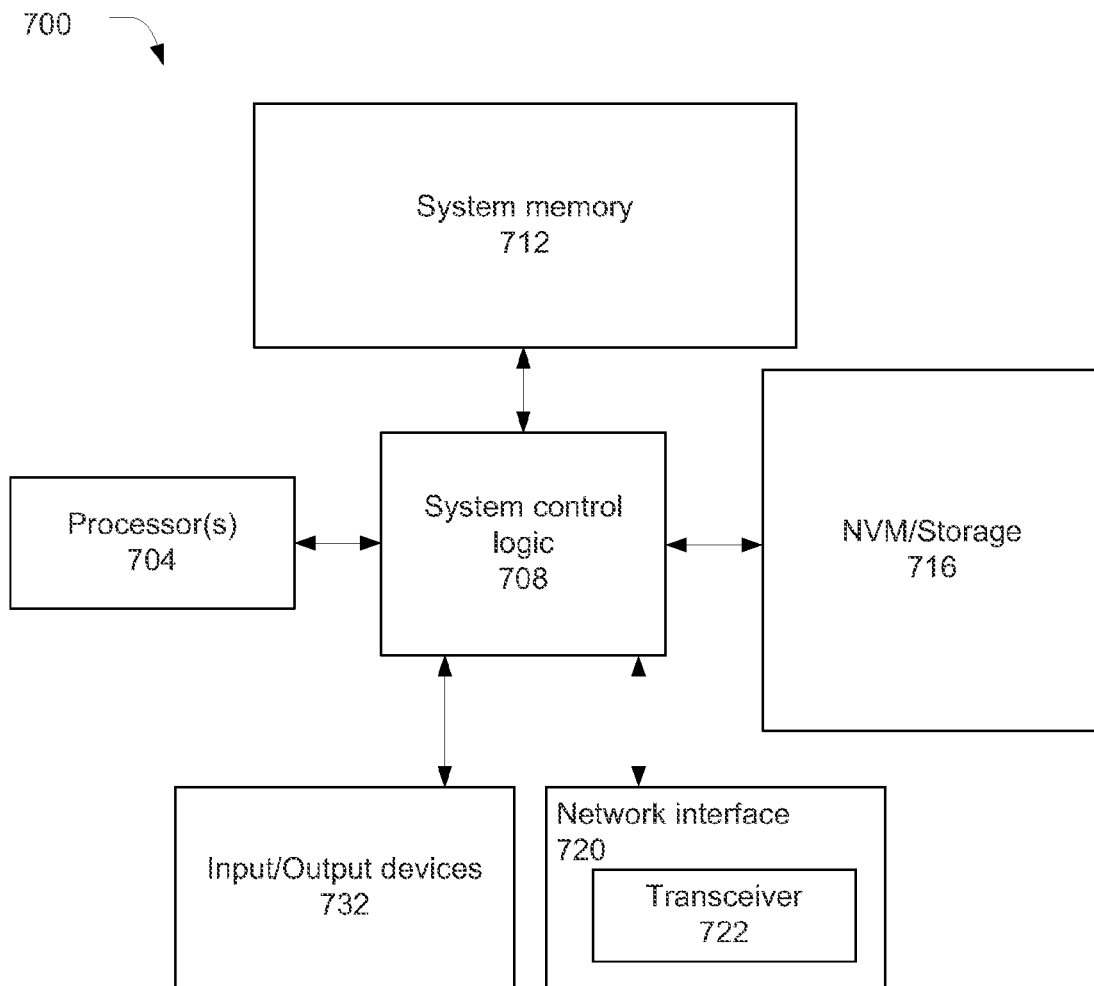 700
System memory
712
Processor(s)
704
System control
logic
708
NVM/Storage
716
Input/Output devices
732
Network interface
720
Transceiver
722